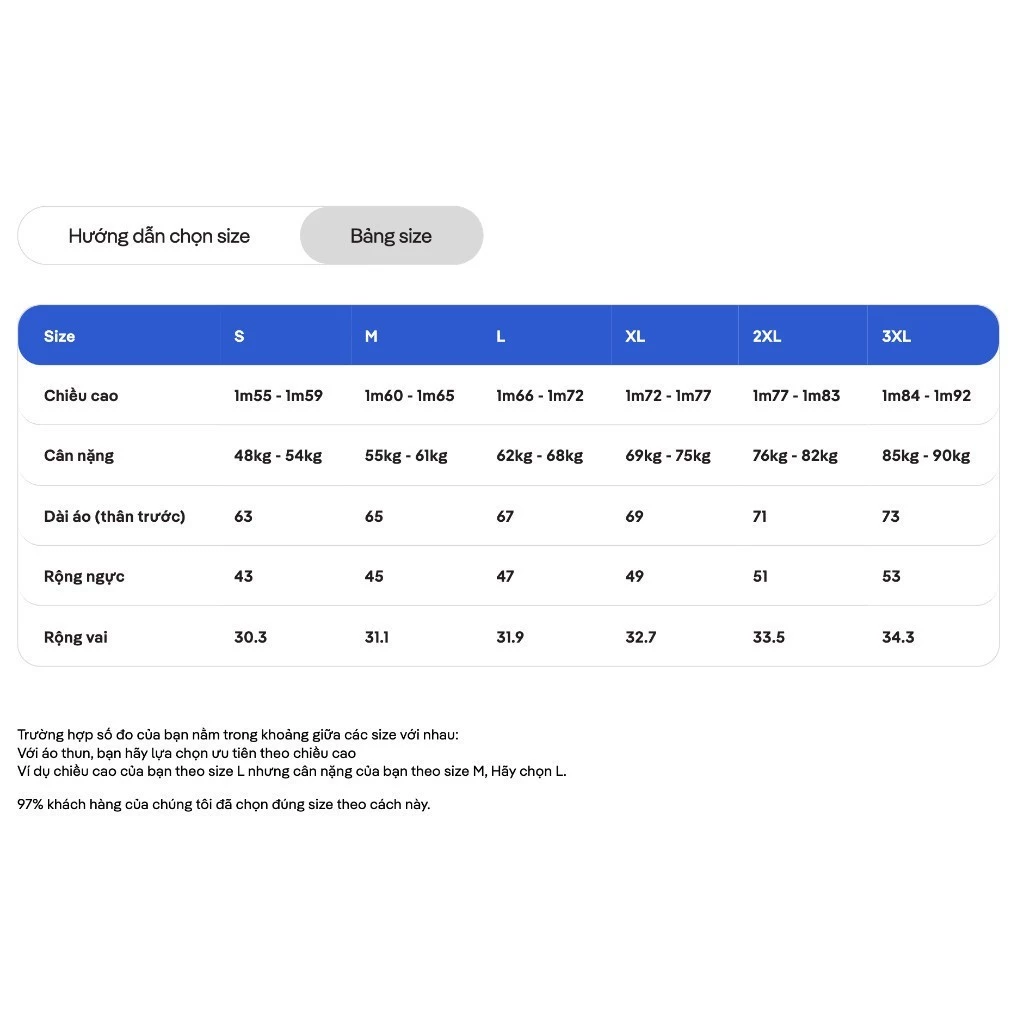 Hướng dẫn chọn size Bảng size
Size S M L XL 2XL 3XL
Chiều cao 1m55 - 1m59 1m60 - 1m65 1m66 - 1m72 1m72 - 1m77 1m77 - 1m83 1m84 - 1m92
Cân nặng 48kg - 54kg 55kg - 61kg 62kg - 68kg 69kg - 75kg 76kg - 82kg 85kg - 90kg
Dài áo (thân trước) 63 65 67 69 71 73
Rộng ngực 43 45 47 49 51 53
Rộng vai 30.3 31.1 31.9 32.7 33.5 34.3
Trường hợp số đo của bạn nằm trong khoảng giữa các size với nhau:
Với áo thun, bạn hãy lựa chọn ưu tiên theo chiều cao
Ví dụ chiều cao của bạn theo size L nhưng cân nặng của bạn theo size M, Hãy chọn L.
97% khách hàng của chúng tôi đã chọn đúng size theo cách này.